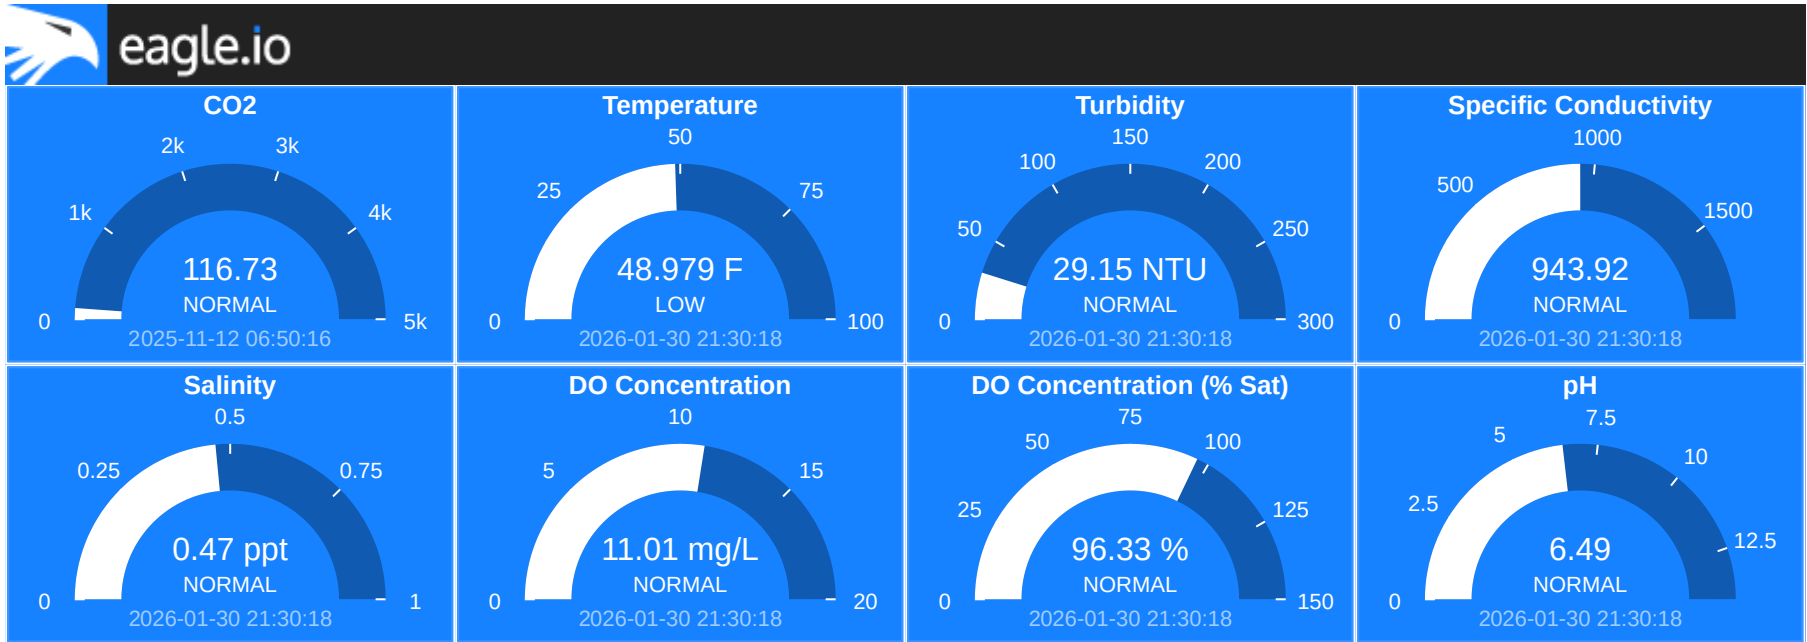 eagle.io
CO2
0
1k
2k
3k
4k
5k
116.73
NORMAL
2025-11-12 06:50:16
Temperature
0
25
50
75
100
48.979 F
LOW
2026-01-30 21:30:18
Turbidity
0
50
100
150
200
250
300
29.15 NTU
NORMAL
2026-01-30 21:30:18
Specific Conductivity
0
500
1000
1500
943.92
NORMAL
2026-01-30 21:30:18
Salinity
0
0.25
0.5
0.75
1
0.47 ppt
NORMAL
2026-01-30 21:30:18
DO Concentration
0
5
10
15
20
11.01 mg/L
NORMAL
2026-01-30 21:30:18
DO Concentration (% Sat)
0
25
50
75
100
125
150
96.33 %
NORMAL
2026-01-30 21:30:18
pH
0
2.5
5
7.5
10
12.5
6.49
NORMAL
2026-01-30 21:30:18